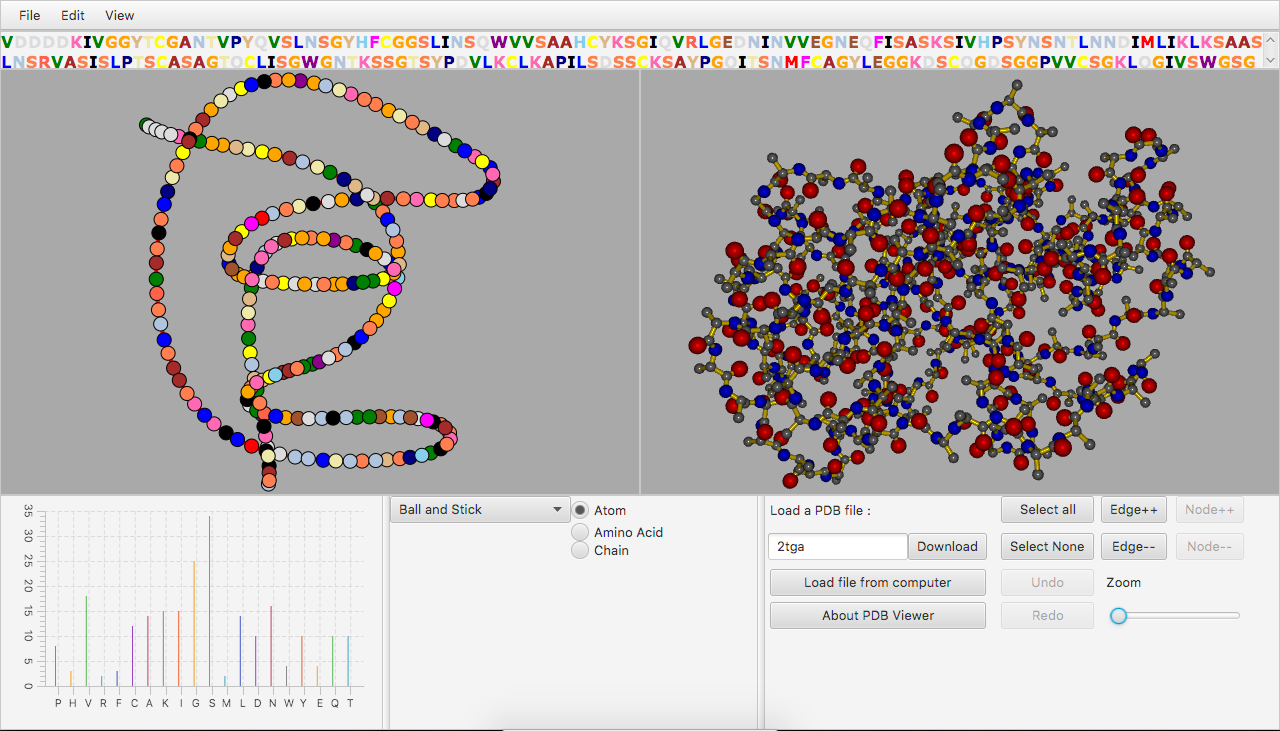 File Edit View
VDDDDKIVGGYTCGANTVPYQVSLNSGYHFCGGSLINSQWVVSAAHCYKSGIQVRLGEDNINVVEGNEQFISASKSIVHPSYNSNTLNNDIMLIKLKSAAS
LNSRVASISLPTSCASAGTQCLISGWGNTKSSGTSYPDVLKCLKAPILSDSSCKSAYPGQITSNMFCAGYLEGGKDSCQGDSGGPVVCSGKLQGIVSWGSG
35
30
25
20
15
10
5
0
P H V R F C A K I G S M L D N W Y E Q T
Ball and Stick
Atom
Amino Acid
Chain
Load a PDB file :
Select all Edge++ Node++
2tga Download
Select None Edge-- Node--
Load file from computer
Undo Zoom
About PDB Viewer
Redo